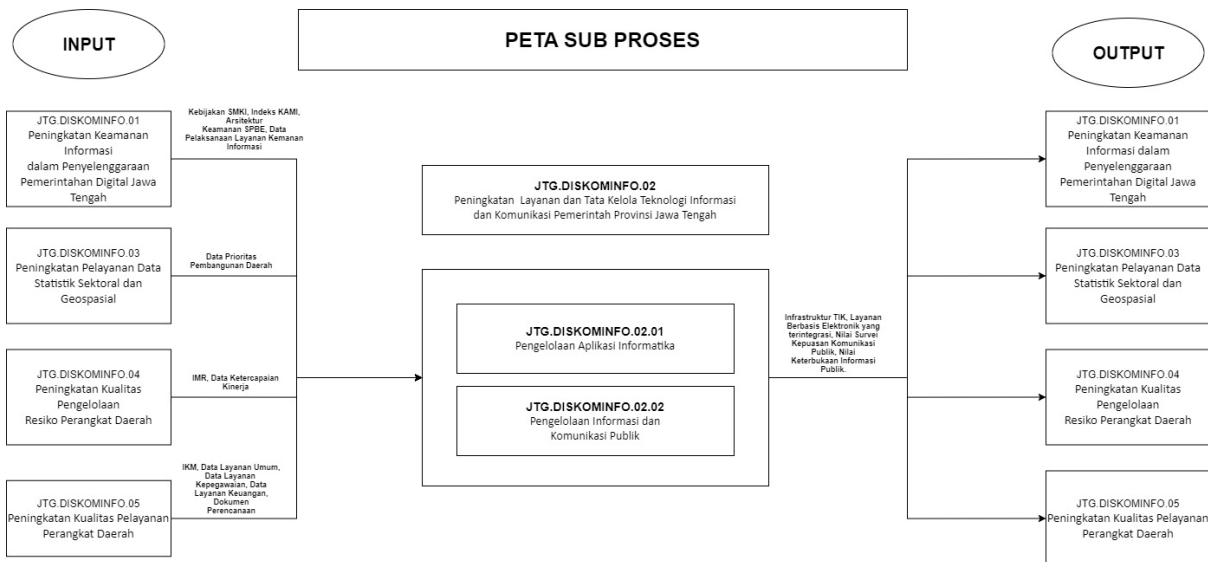 INPUT
PETA SUB PROSES
OUTPUT
JTG.DISKOMINFO.01
Peningkatan Keamanan
Informasi
dalam Penyelenggaraan
Pemerintahan Digital Jawa
Tengah
Kebijakan SMKI, Indeks KAMI,
Arsitektur
Keamanan SPBE, Data
Pelaksanaan Layanan Kemanan
Informasi
JTG.DISKOMINFO.03
Peningkatan Pelayanan Data
Statistik Sektoral dan
Geospasial
Data Prioritas
Pembangunan Daerah
JTG.DISKOMINFO.04
Peningkatan Kualitas
Pengelolaan
Resiko Perangkat Daerah
IMR, Data Ketercapaian
Kinerja
JTG.DISKOMINFO.05
Peningkatan Kualitas Pelayanan
Perangkat Daerah
IKM, Data Layanan Umum,
Data Layanan
Kepegawaian, Data
Layanan Keuangan,
Dokumen
Perencanaan
JTG.DISKOMINFO.02
Peningkatan Layanan dan Tata Kelola Teknologi Informasi
dan Komunikasi Pemerintah Provinsi Jawa Tengah
JTG.DISKOMINFO.02.01
Pengelolaan Aplikasi Informatika
JTG.DISKOMINFO.02.02
Pengelolaan Informasi dan
Komunikasi Publik
Infrastruktur TIK, Layanan
Berbasis Elektronik yang
terintegrasi, Nilai Survei
Kepuasan Komunikasi
Publik, Nilai
Keterbukaan Informasi
Publik.
JTG.DISKOMINFO.01
Peningkatan Keamanan
Informasi dalam
Penyelenggaraan
Pemerintahan Digital Jawa
Tengah
JTG.DISKOMINFO.03
Peningkatan Pelayanan Data
Statistik Sektoral dan
Geospasial
JTG.DISKOMINFO.04
Peningkatan Kualitas
Pengelolaan
Resiko Perangkat Daerah
JTG.DISKOMINFO.05
Peningkatan Kualitas Pelayanan
Perangkat Daerah